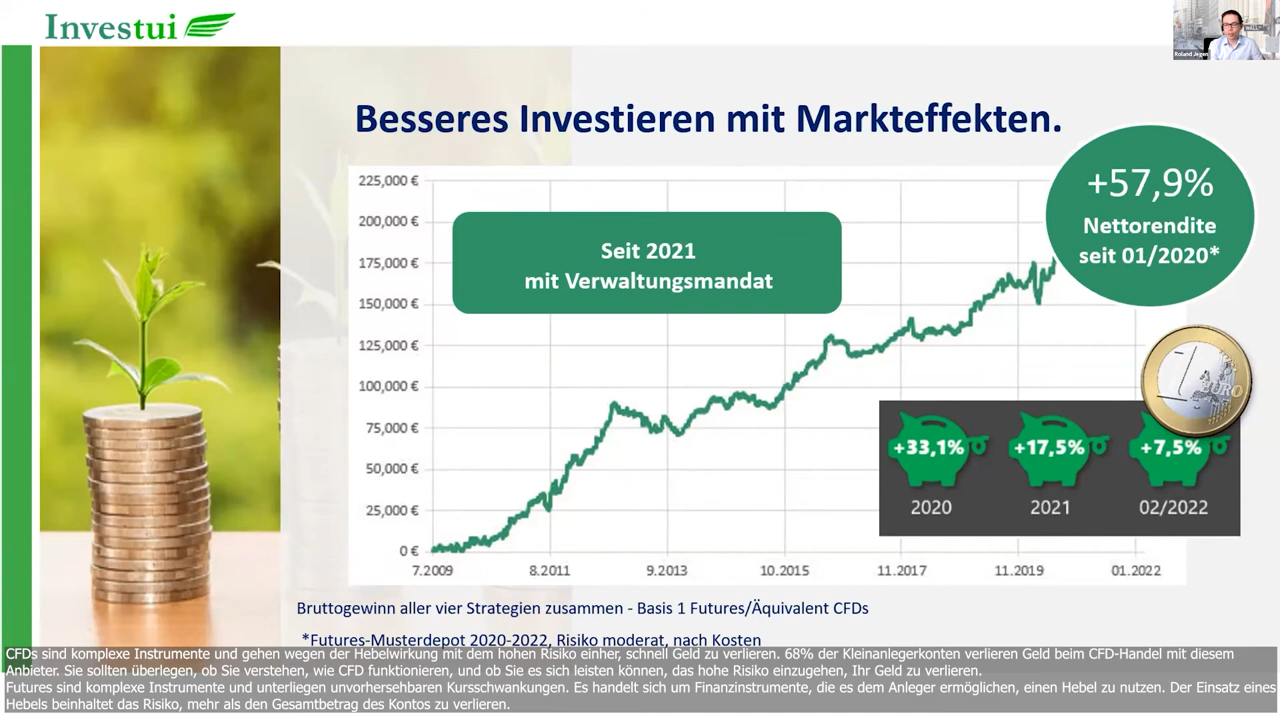 Investui
Roland Jegen
Besseres Investieren mit Markteffekten.
+57,9%
Nettorendite
seit 01/2020*
225,000 €
200,000 €
175,000 €
150,000 €
125,000 €
100,000 €
75,000 €
50,000 €
25,000 €
0 €
Seit 2021
mit Verwaltungsmandat
1 EURO
+33,1% +17,5% +7,5%
2020 2021 02/2022
7.2009 8.2011 9.2013 10.2015 11.2017 11.2019 01.2022
Bruttogewinn aller vier Strategien zusammen - Basis 1 Futures/Äquivalent CFDs
*Futures-Musterdepot 2020-2022, Risiko moderat, nach Kosten
CFDs sind komplexe Instrumente und gehen wegen der Hebelwirkung mit dem hohen Risiko einher, schnell Geld zu verlieren. 68% der Kleinanlegerkonten verlieren Geld beim CFD-Handel mit diesem
Anbieter. Sie sollten überlegen, ob Sie verstehen, wie CFD funktionieren, und ob Sie es sich leisten können, das hohe Risiko einzugehen, Ihr Geld zu verlieren.
Futures sind komplexe Instrumente und unterliegen unvorhersehbaren Kursschwankungen. Es handelt sich um Finanzinstrumente, die es dem Anleger ermöglichen, einen Hebel zu nutzen. Der Einsatz eines
Hebels beinhaltet das Risiko, mehr als den Gesamtbetrag des Kontos zu verlieren.